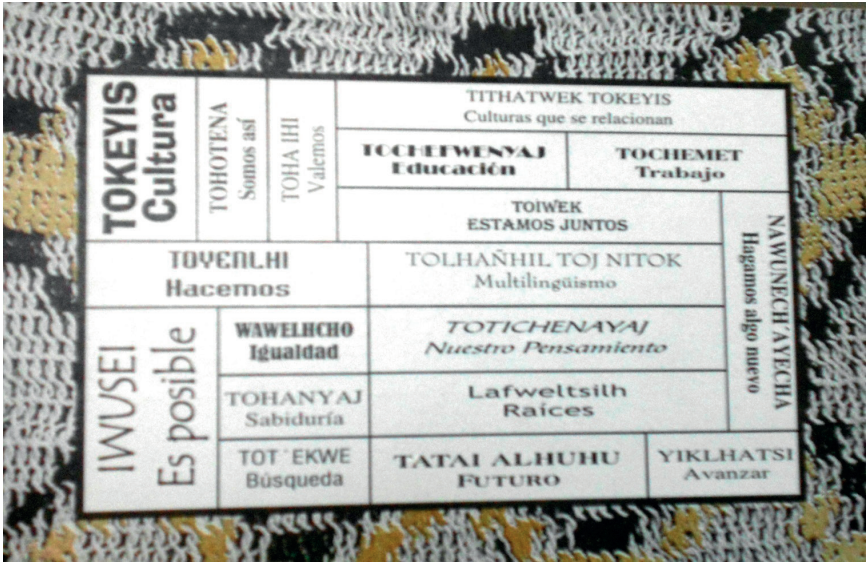 TOKEYIS
Cultura
TOHOTENA
Somos así
TOHA IHI
Valemos
TITHATWEK TOKEYIS
Culturas que se relacionan
TOCHEFWENYAJ
Educación
TOCHEMET
Trabajo
TOIWEK
ESTAMOS JUNTOS
NAWUNECH´AYECHA
Hagamos algo nuevo
TOYENLHI
Hacemos
TOLHAÑHIL TOJ NITOK
Multilingüismo
IWUSEI
Es posible
WAWELHCHO
Igualdad
TOTICHENAYAJ
Nuestro Pensamiento
TOHANYAJ
Sabiduría
Lafweltsilh
Raíces
TOT´EKWE
Búsqueda
TATAI ALHUHU
FUTURO
YIKLHATSI
Avanzar